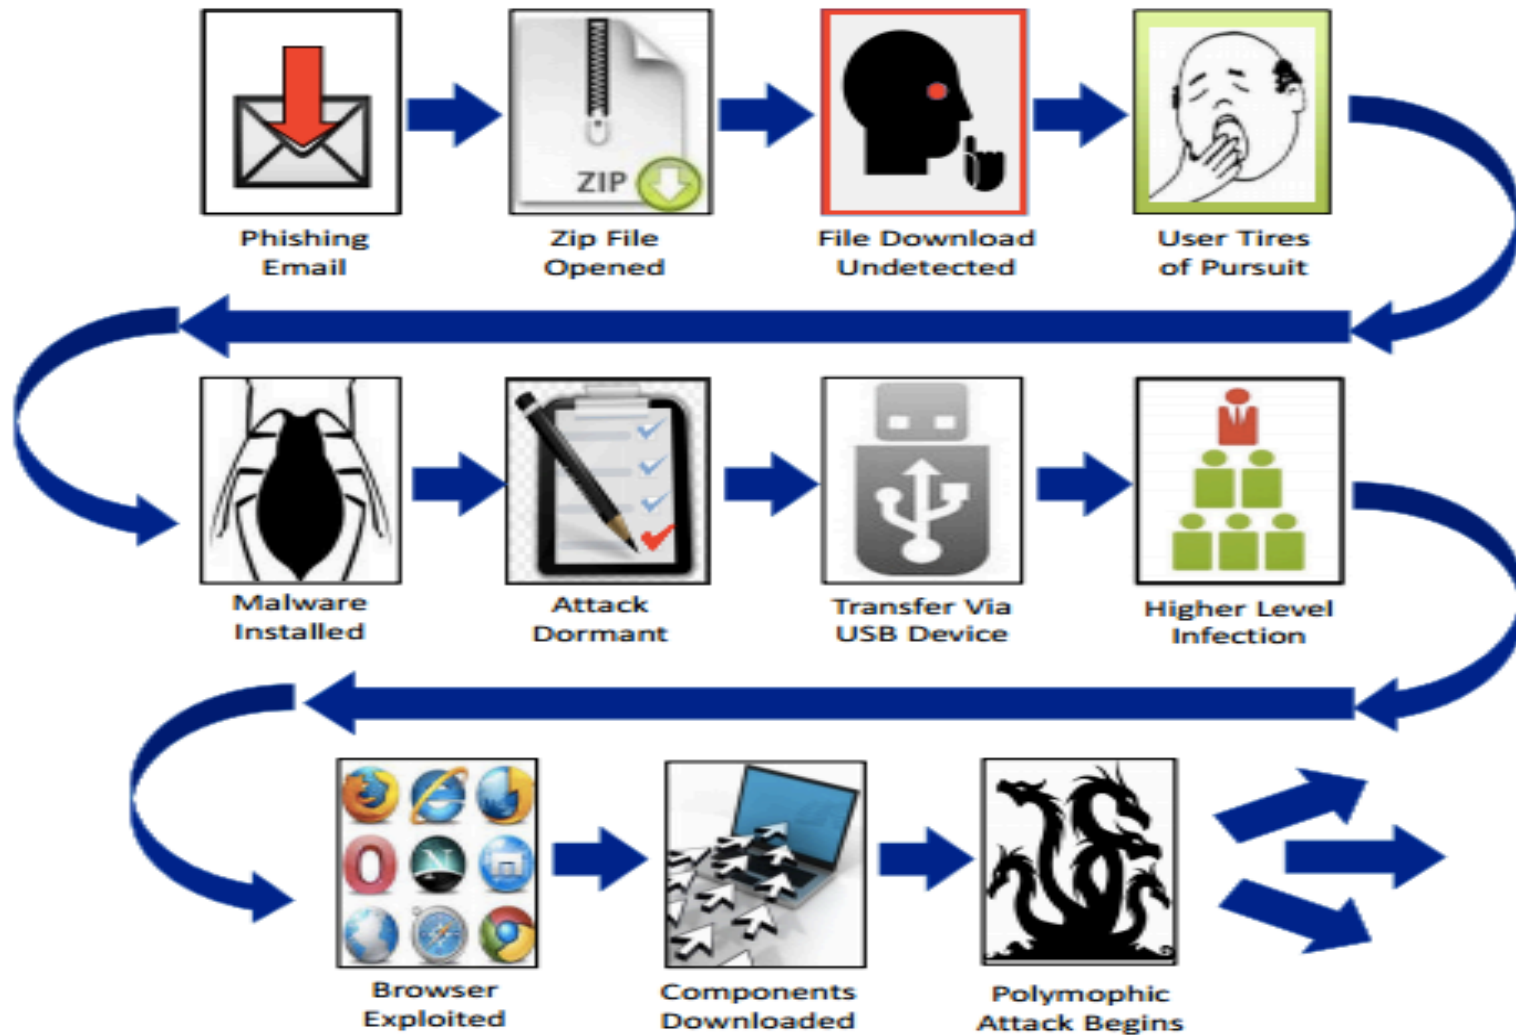 ZIP
Phishing
Email
Zip File
Opened
File Download
Undetected
User Tires
of Pursuit
Malware
Installed
Attack
Dormant
Transfer Via
USB Device
Higher Level
Infection
Browser
Exploited
Components
Downloaded
Polymophic
Attack Begins